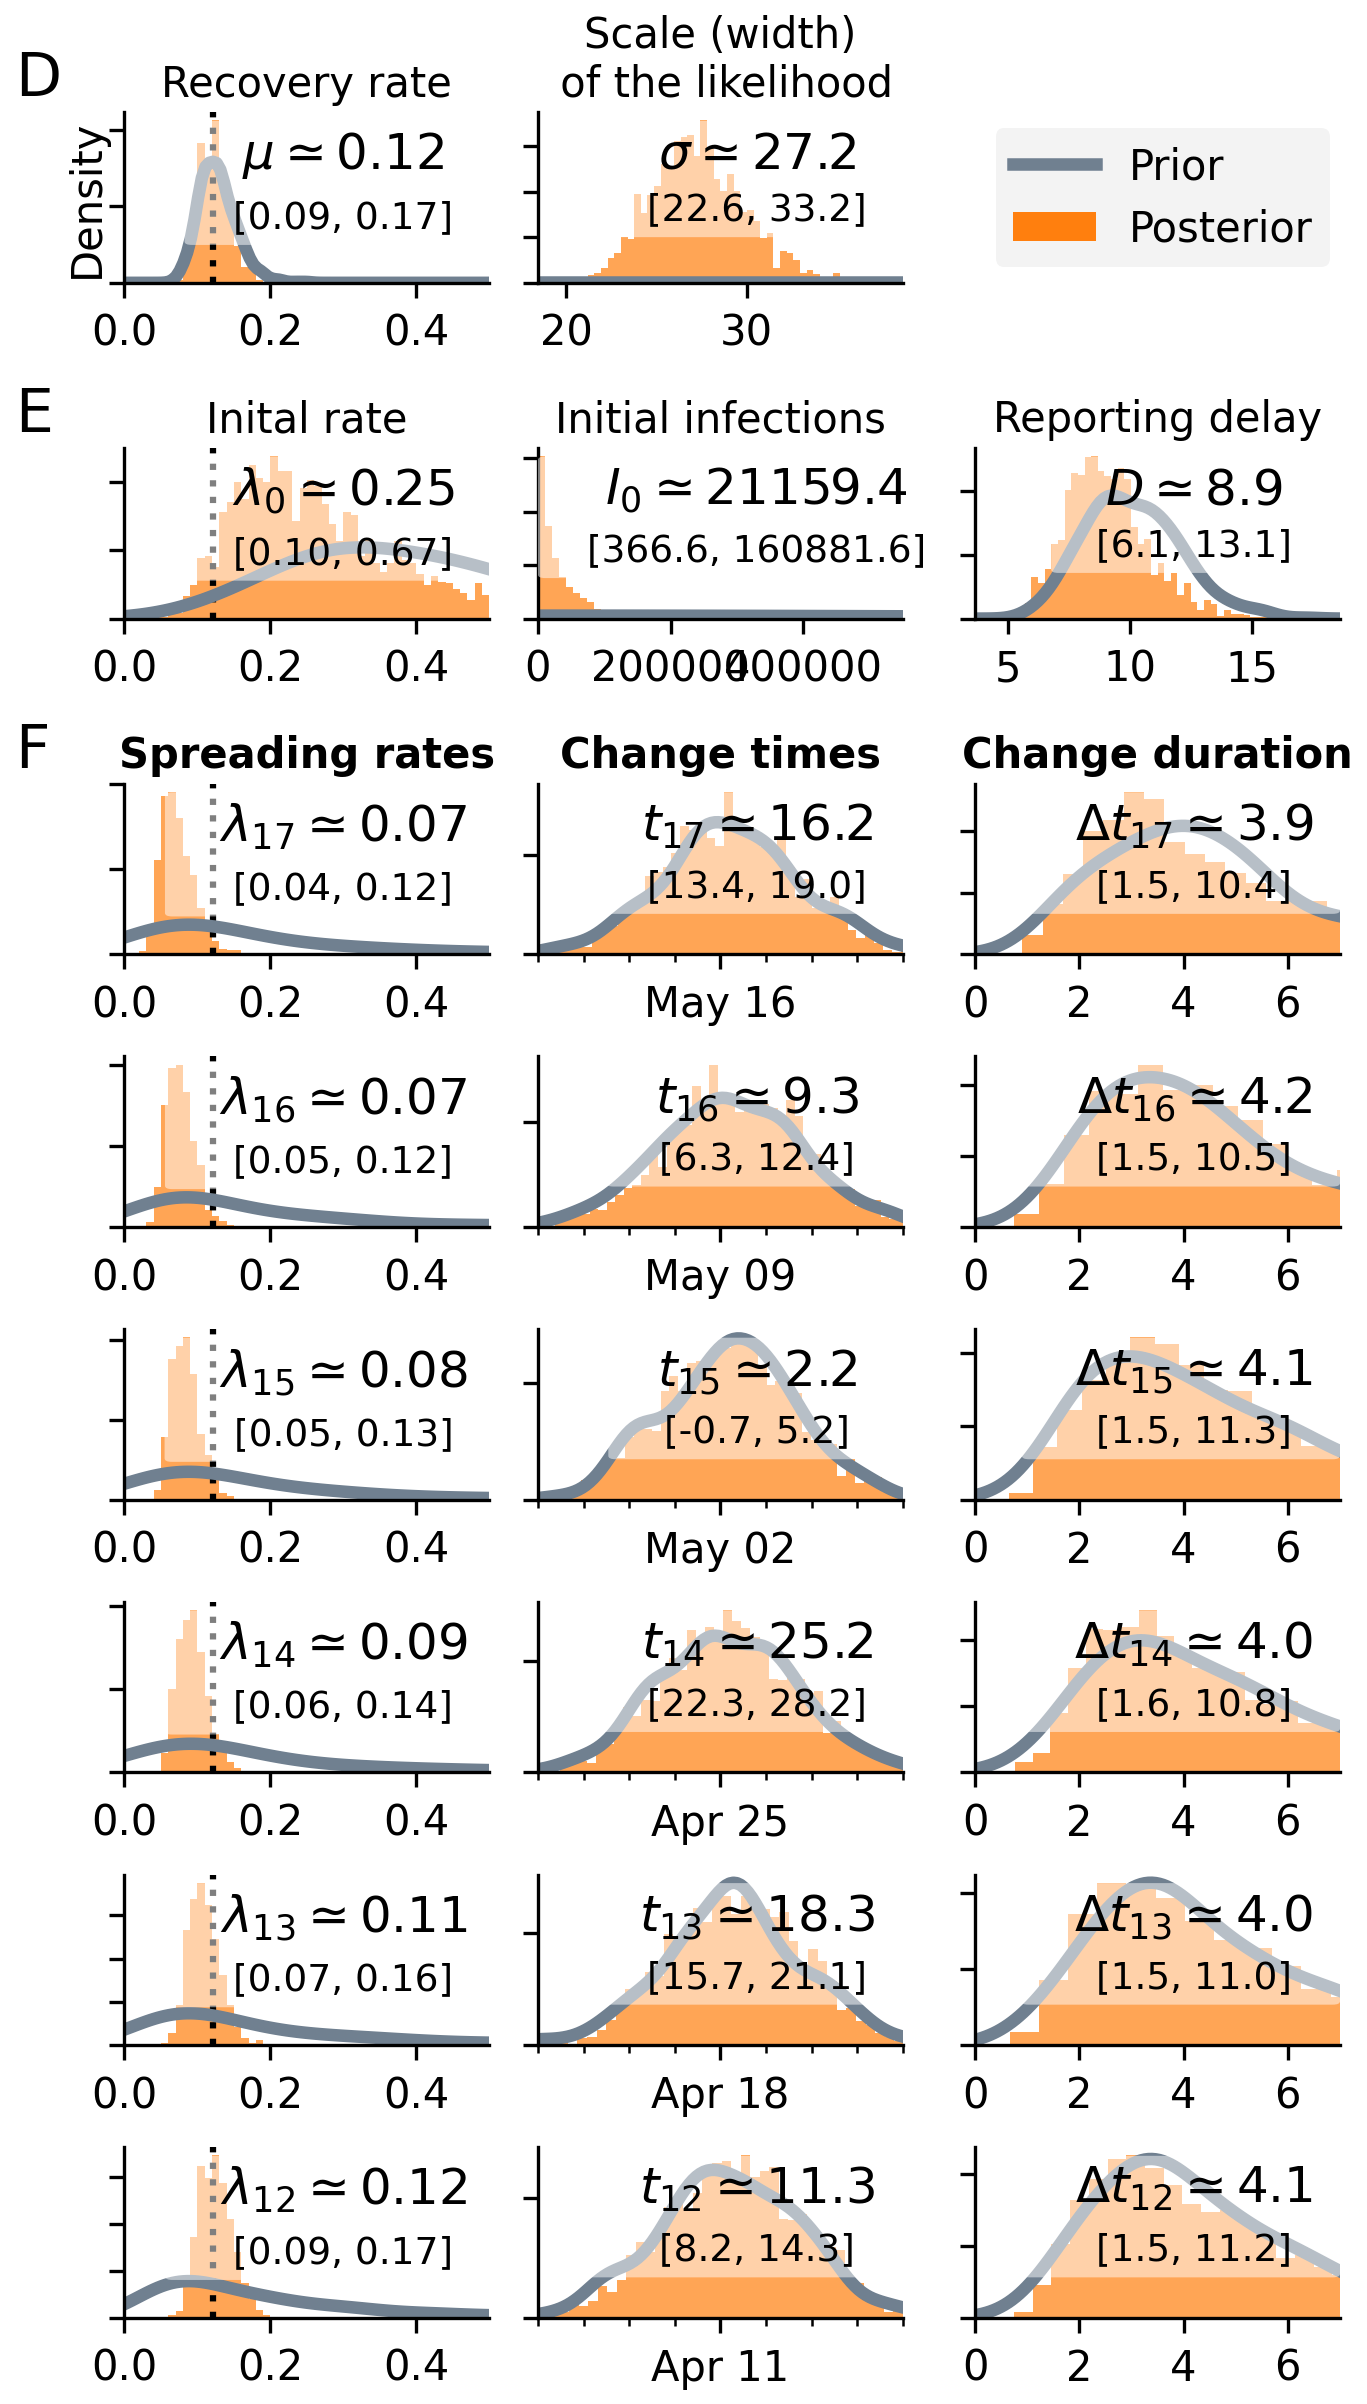 D
Recovery rate
Scale (width)
of the likelihood
Density
μ ≃ 0.12
[0.09, 0.17]
0.0 0.2 0.4
σ ≃ 27.2
[22.6, 33.2]
20 30
Prior
Posterior
E
Inital rate
λ0 ≃ 0.25
[0.10, 0.67]
0.0 0.2 0.4
Initial infections
I0 ≃ 21159.4
[366.6, 160881.6]
0 200000 400000
Reporting delay
D ≃ 8.9
[6.1, 13.1]
5 10 15
F
Spreading rates
Change times
Change duration
λ17 ≃ 0.07
[0.04, 0.12]
0.0 0.2 0.4
t17 ≃ 16.2
[13.4, 19.0]
May 16
Δt17 ≃ 3.9
[1.5, 10.4]
0 2 4 6
λ16 ≃ 0.07
[0.05, 0.12]
0.0 0.2 0.4
t16 ≃ 9.3
[6.3, 12.4]
May 09
Δt16 ≃ 4.2
[1.5, 10.5]
0 2 4 6
λ15 ≃ 0.08
[0.05, 0.13]
0.0 0.2 0.4
t15 ≃ 2.2
[-0.7, 5.2]
May 02
Δt15 ≃ 4.1
[1.5, 11.3]
0 2 4 6
λ14 ≃ 0.09
[0.06, 0.14]
0.0 0.2 0.4
t14 ≃ 25.2
[22.3, 28.2]
Apr 25
Δt14 ≃ 4.0
[1.6, 10.8]
0 2 4 6
λ13 ≃ 0.11
[0.07, 0.16]
0.0 0.2 0.4
t13 ≃ 18.3
[15.7, 21.1]
Apr 18
Δt13 ≃ 4.0
[1.5, 11.0]
0 2 4 6
λ12 ≃ 0.12
[0.09, 0.17]
0.0 0.2 0.4
t12 ≃ 11.3
[8.2, 14.3]
Apr 11
Δt12 ≃ 4.1
[1.5, 11.2]
0 2 4 6